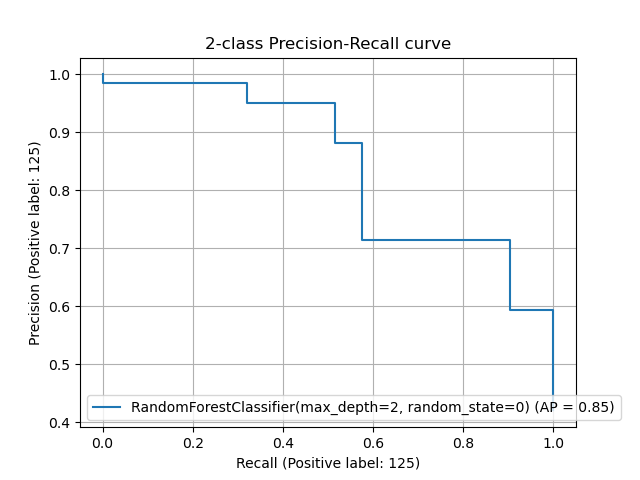 2-class Precision-Recall curve
1.0
0.9
0.8
0.7
0.6
0.5
0.4
Precision (Positive label: 125)
RandomForestClassifier(max_depth=2, random_state=0) (AP = 0.85)
0.0 0.2 0.4 0.6 0.8 1.0
Recall (Positive label: 125)